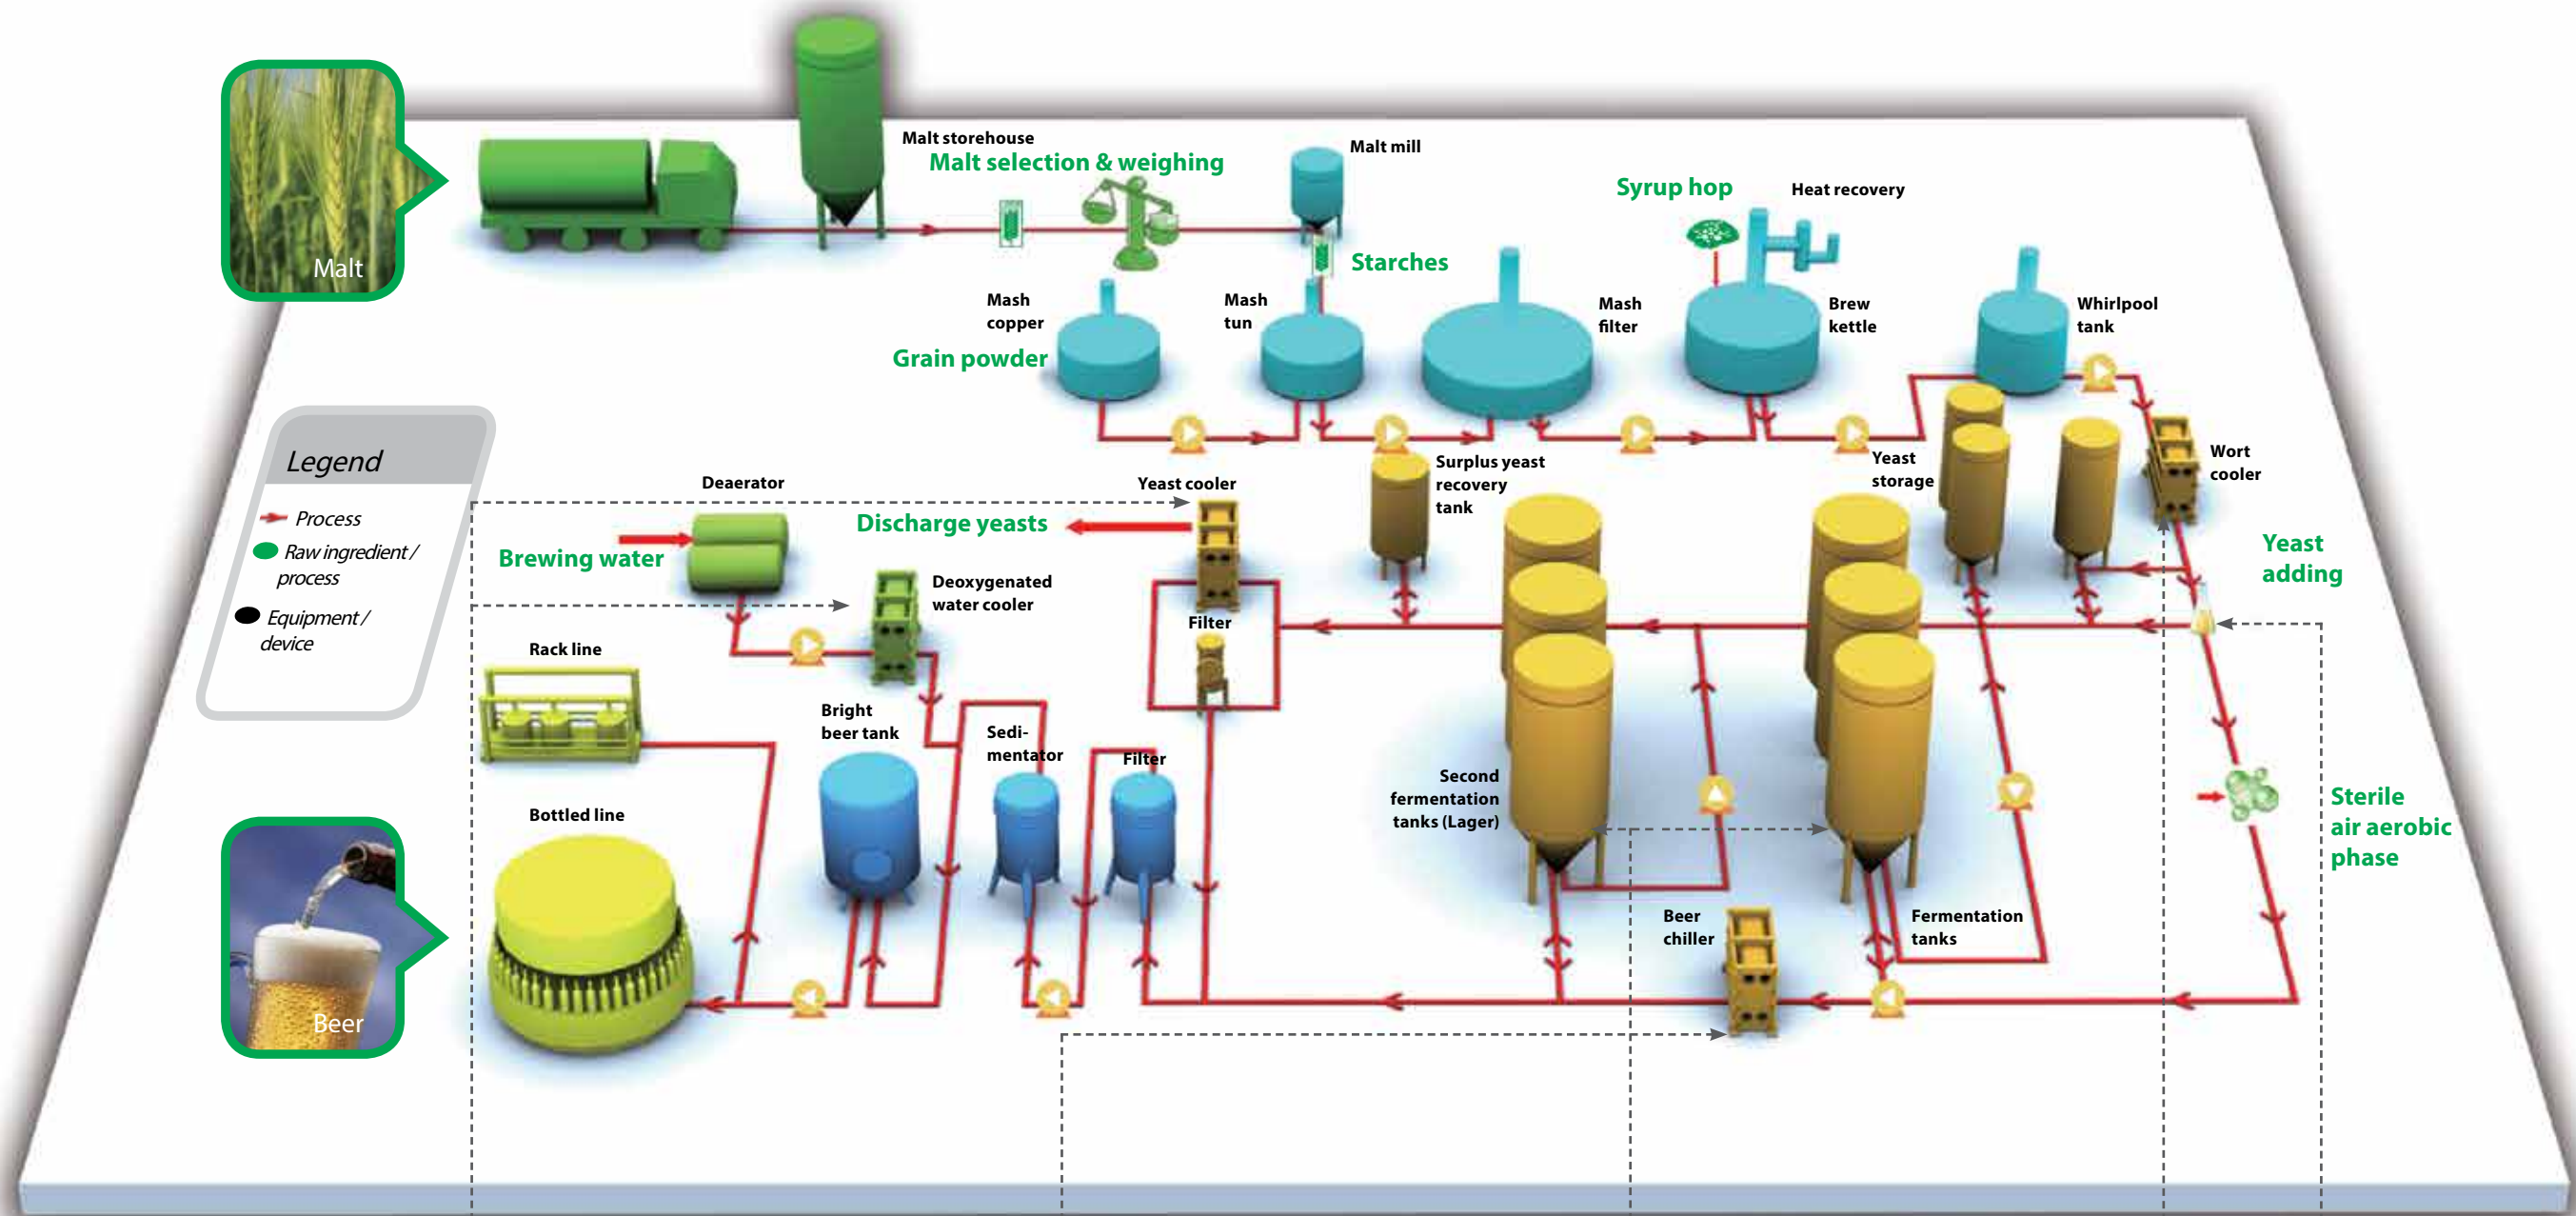 Malt
Malt storehouse
Malt selection & weighing
Malt mill
Syrup hop
Heat recovery
Starches
Mash
copper
Grain powder
Mash
tun
Mash
filter
Brew
kettle
Whirlpool
tank
Legend
Process
Raw ingredient /
process
Equipment /
device
Deaerator
Brewing water
Discharge yeasts
Yeast cooler
Surplus yeast
recovery
tank
Yeast
storage
Wort
cooler
Yeast
adding
Deoxygenated
water cooler
Filter
Rack line
Bright
beer tank
Sedi-
mentator
Filter
Second
fermentation
tanks (Lager)
Sterile
air aerobic
phase
Bottled line
Beer
chiller
Fermentation
tanks
Beer